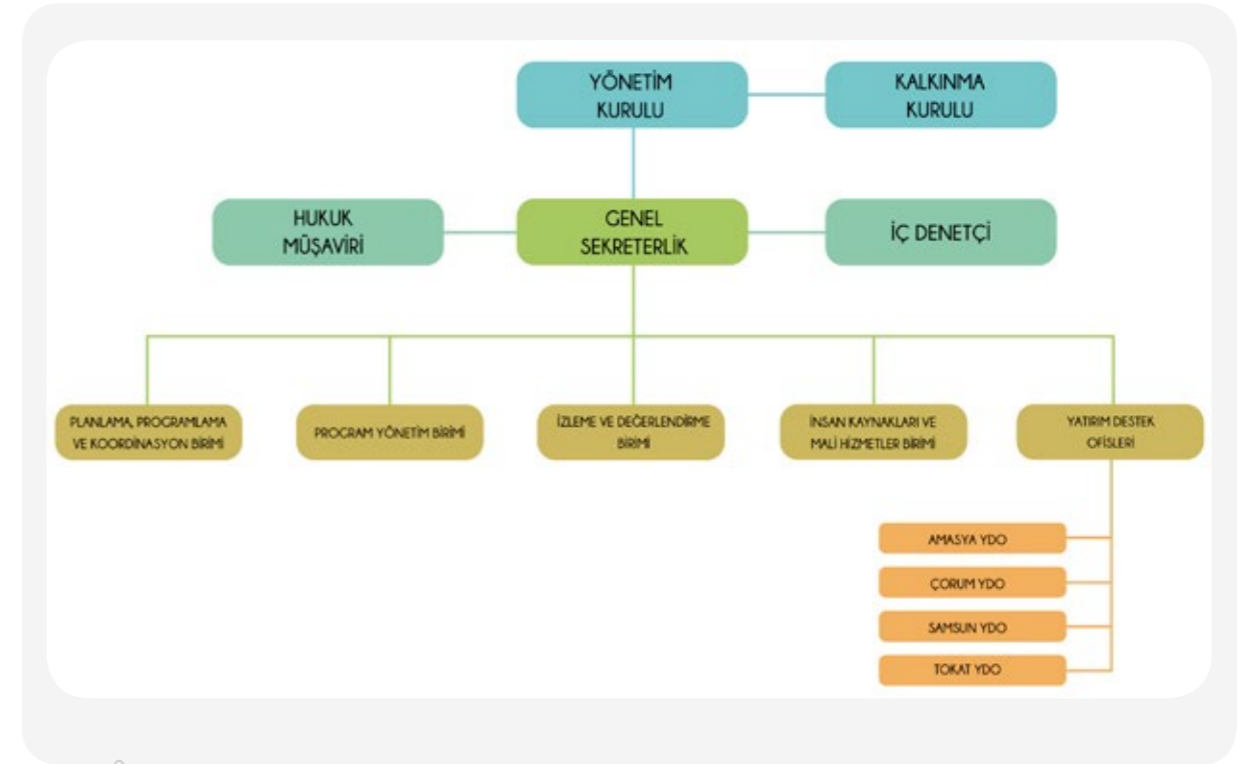 YÖNETİM
KURULU
KALKINMA
KURULU
HUKUK
MÜŞAVİRİ
GENEL
SEKRETERLİK
İÇ DENETÇİ
PLANLAMA, PROGRAMLAMA
VE KOORDİNASYON BİRİMİ
PROGRAM YÖNETİM BİRİMİ
İZLEME VE DEĞERLENDİRME
BİRİMİ
İNSAN KAYNAKLARI VE
MALİ HİZMETLER BİRİMİ
YATIRIM DESTEK
OFİSLERİ
AMASYA YDO
ÇORUM YDO
SAMSUN YDO
TOKAT YDO